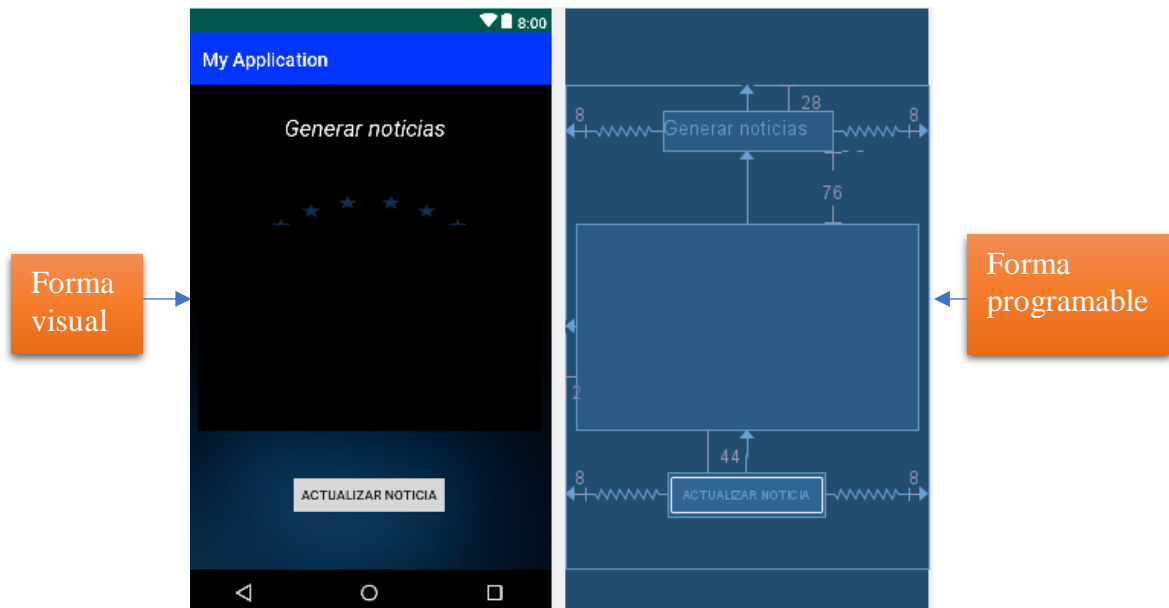 8:00
My Application
Generar noticias
ACTUALIZAR NOTICIA
Forma
visual
28
8
8
Generar noticias
76
2
44
8
8
ACTUALIZAR NOTICIA
Forma
programable